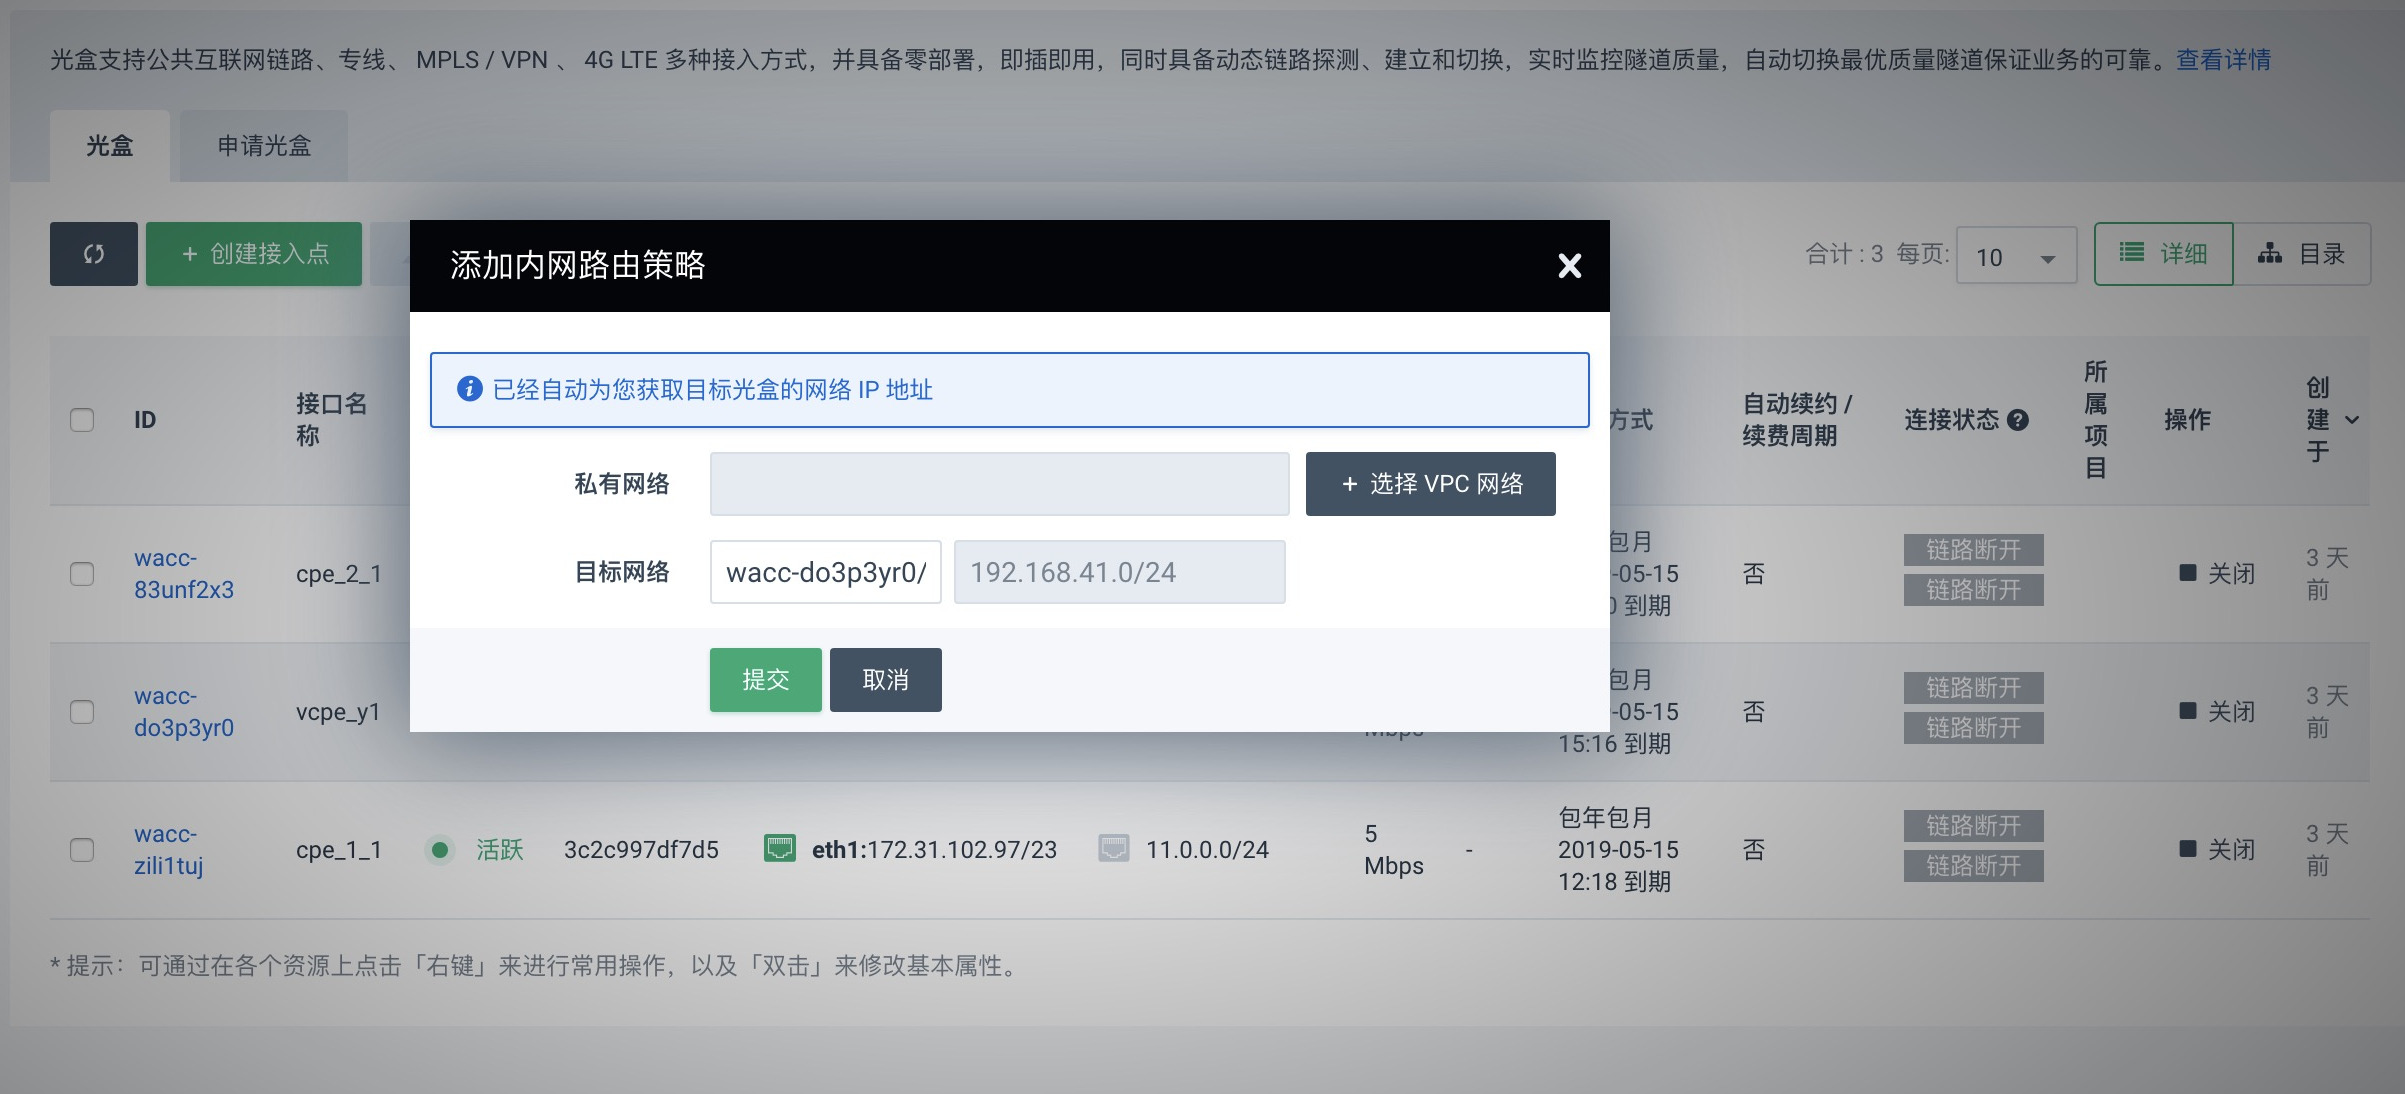 光盒支持公共互联网链路、专线、 MPLS / VPN 、 4G LTE 多种接入方式，并具备零部署，即插即用，同时具备动态链路探测、建立和切换，实时监控隧道质量，自动切换最优质量隧道保证业务的可靠。查看详情
光盒 申请光盒
+ 创建接入点 合计 : 3 每页: 10 详细 目录
添加内网路由策略
已经自动为您获取目标光盒的网络 IP 地址
私有网络 + 选择 VPC 网络
目标网络 wacc-do3p3yr0/ 192.168.41.0/24
提交 取消
ID 接口名
称 方式 自动续约 /
续费周期 连接状态 所
属
项
目 操作 创
建
于
wacc-
83unf2x3 cpe_2_1 包月
-05-15
到期 否 链路断开
链路断开 关闭 3 天
前
wacc-
do3p3yr0 vcpe_y1 Mbps 包月
-05-15
15:16 到期 否 链路断开
链路断开 关闭 3 天
前
wacc-
zili1tuj cpe_1_1 活跃 3c2c997df7d5 eth1:172.31.102.97/23 11.0.0.0/24 5
Mbps - 包年包月
2019-05-15
12:18 到期 否 链路断开
链路断开 关闭 3 天
前
* 提示：可通过在各个资源上点击「右键」来进行常用操作，以及「双击」来修改基本属性。